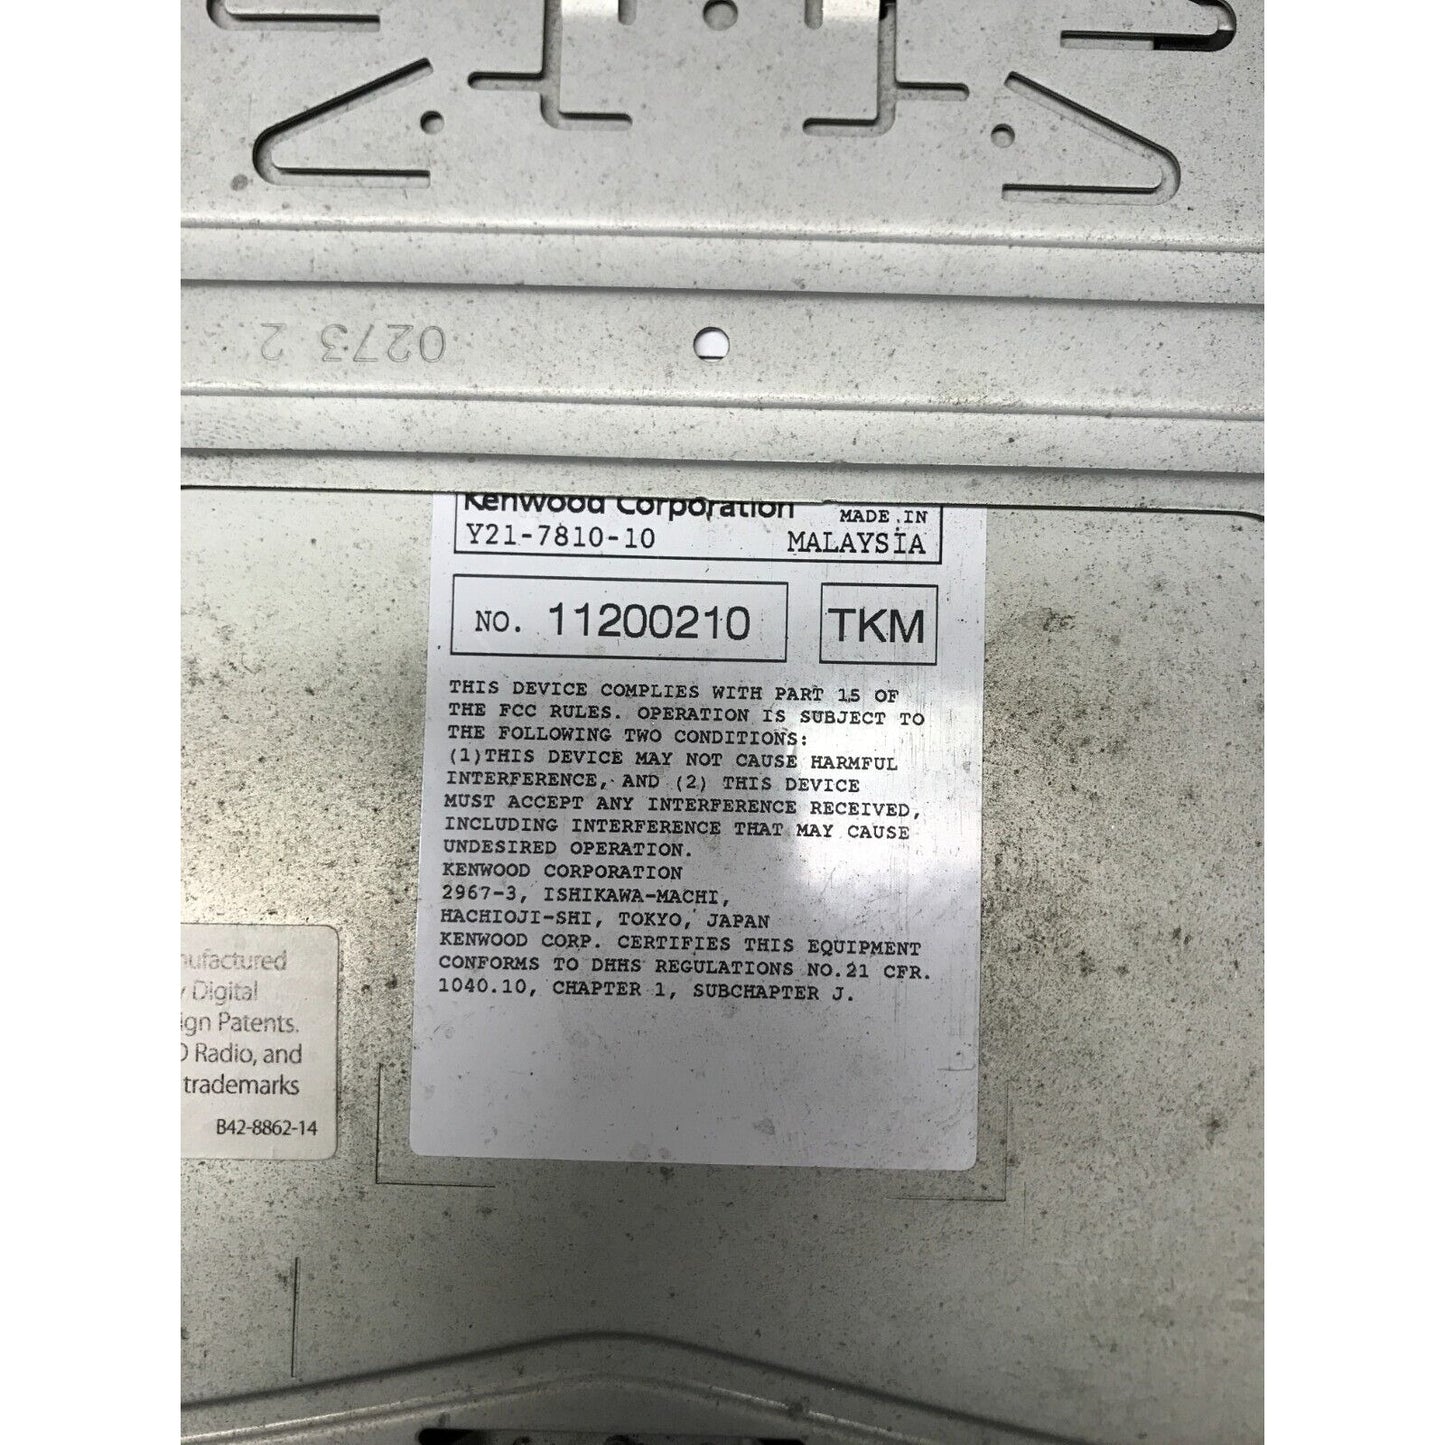 0273 2
Kenwood Corporation
MADE IN
Y21-7810-10
MALAYSIA
NO. 11200210
TKM
THIS DEVICE COMPLIES WITH PART 15 OF
THE FCC RULES. OPERATION IS SUBJECT TO
THE FOLLOWING TWO CONDITIONS:
(1)THIS DEVICE MAY NOT CAUSE HARMFUL
INTERFERENCE, AND (2) THIS DEVICE
MUST ACCEPT ANY INTERFERENCE RECEIVED,
INCLUDING INTERFERENCE THAT MAY CAUSE
UNDESIRED OPERATION.
KENWOOD CORPORATION
2967-3, ISHIKAWA-MACHI,
HACHIOJI-SHI, TOKYO, JAPAN
KENWOOD CORP. CERTIFIES THIS EQUIPMENT
CONFORMS TO DHHS REGULATIONS NO.21 CFR.
1040.10, CHAPTER 1, SUBCHAPTER J.
nufactured
y Digital
ign Patents.
D Radio, and
trademarks
B42-8862-14